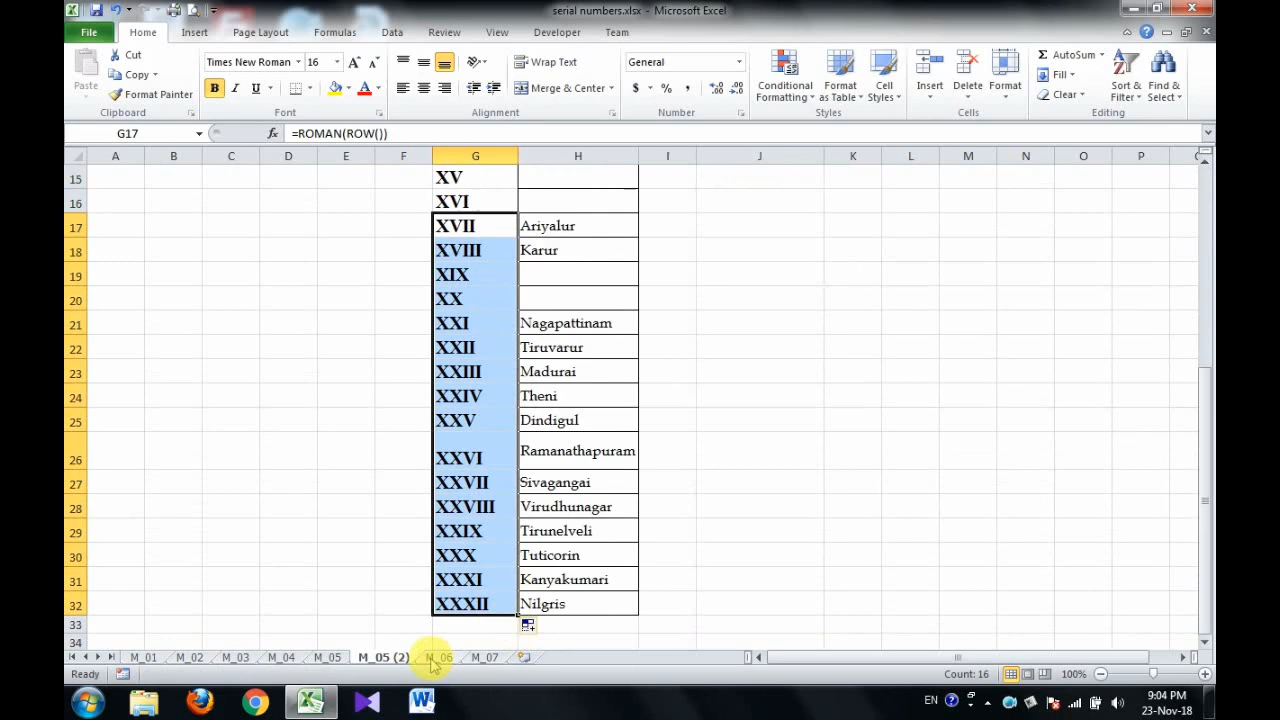 serial numbers.xlsx - Microsoft Excel
File Home Insert Page Layout Formulas Data Review View Developer Team
Paste
Cut
Copy
Format Painter
Clipboard
Times New Roman 16
B I U A
Font
Wrap Text
Merge & Center
Alignment
General
$ % ,
Number
Conditional Formatting
Format as Table
Cell Styles
Styles
Insert Delete Format
Cells
Σ AutoSum
Fill
Clear
Sort & Filter
Find & Select
Editing
G17 fx =ROMAN(ROW())
A B C D E F G H I J K L M N O P
15 XV
16 XVI
17 XVII Ariyalur
18 XVIII Karur
19 XIX
20 XX
21 XXI Nagapattinam
22 XXII Tiruvarur
23 XXIII Madurai
24 XXIV Theni
25 XXV Dindigul
26 XXVI Ramanathapuram
27 XXVII Sivagangai
28 XXVIII Virudhunagar
29 XXIX Tirunelveli
30 XXX Tuticorin
31 XXXI Kanyakumari
32 XXXII Nilgris
33
34
M_01 M_02 M_03 M_04 M_05 M_05 (2) M_06 M_07
Ready Count: 16 100%
EN 9:04 PM
23-Nov-18